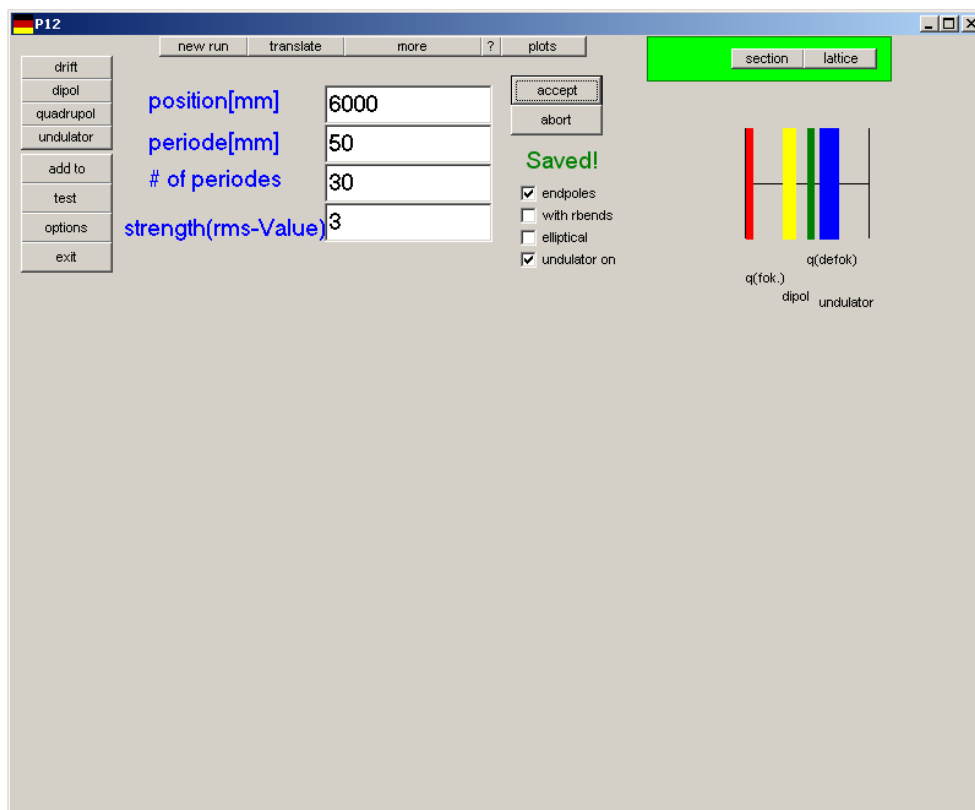 P12
new run translate more ? plots
section lattice
drift
dipol
quadrupol
undulator
add to
test
options
exit
position[mm] 6000
periode[mm] 50
# of periodes 30
strength(rms-Value) 3
accept
abort
Saved!
endpoles
with rbends
elliptical
undulator on
q(defok)
q(fok.)
dipol
undulator